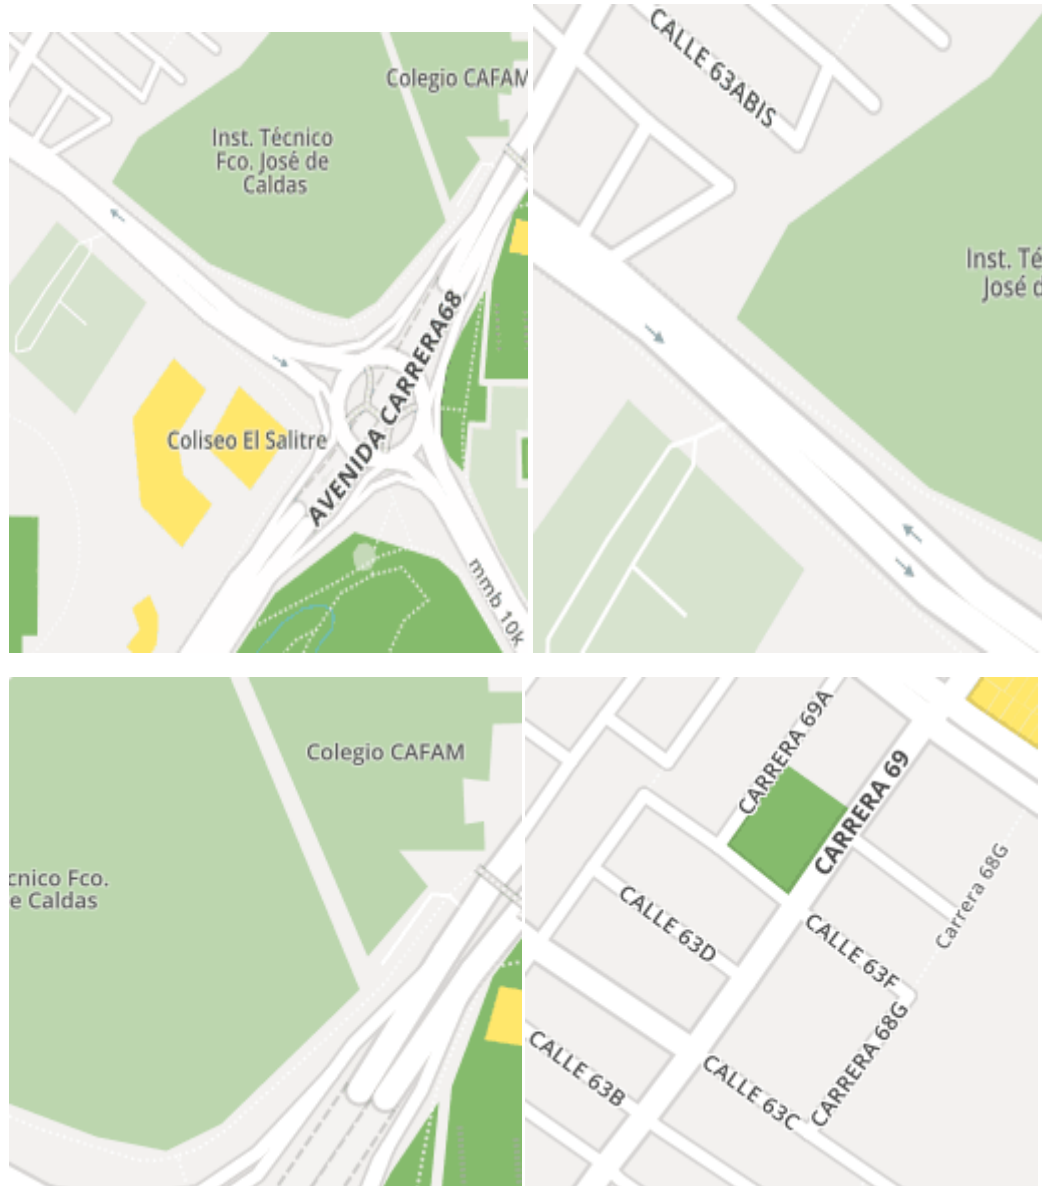 Colegio CAFAM
Inst. Técnico
Fco. José de
Caldas
AVENIDA CARRERA68
Coliseo El Salitre
mmb 10k
CALLE 63ABIS
Inst. Té
José d
Colegio CAFAM
cnico Fco.
e Caldas
CARRERA 69A
CARRERA 69
Carrera 68G
CALLE 63D
CALLE 63F
CARRERA 68G
CALLE 63B
CALLE 63C